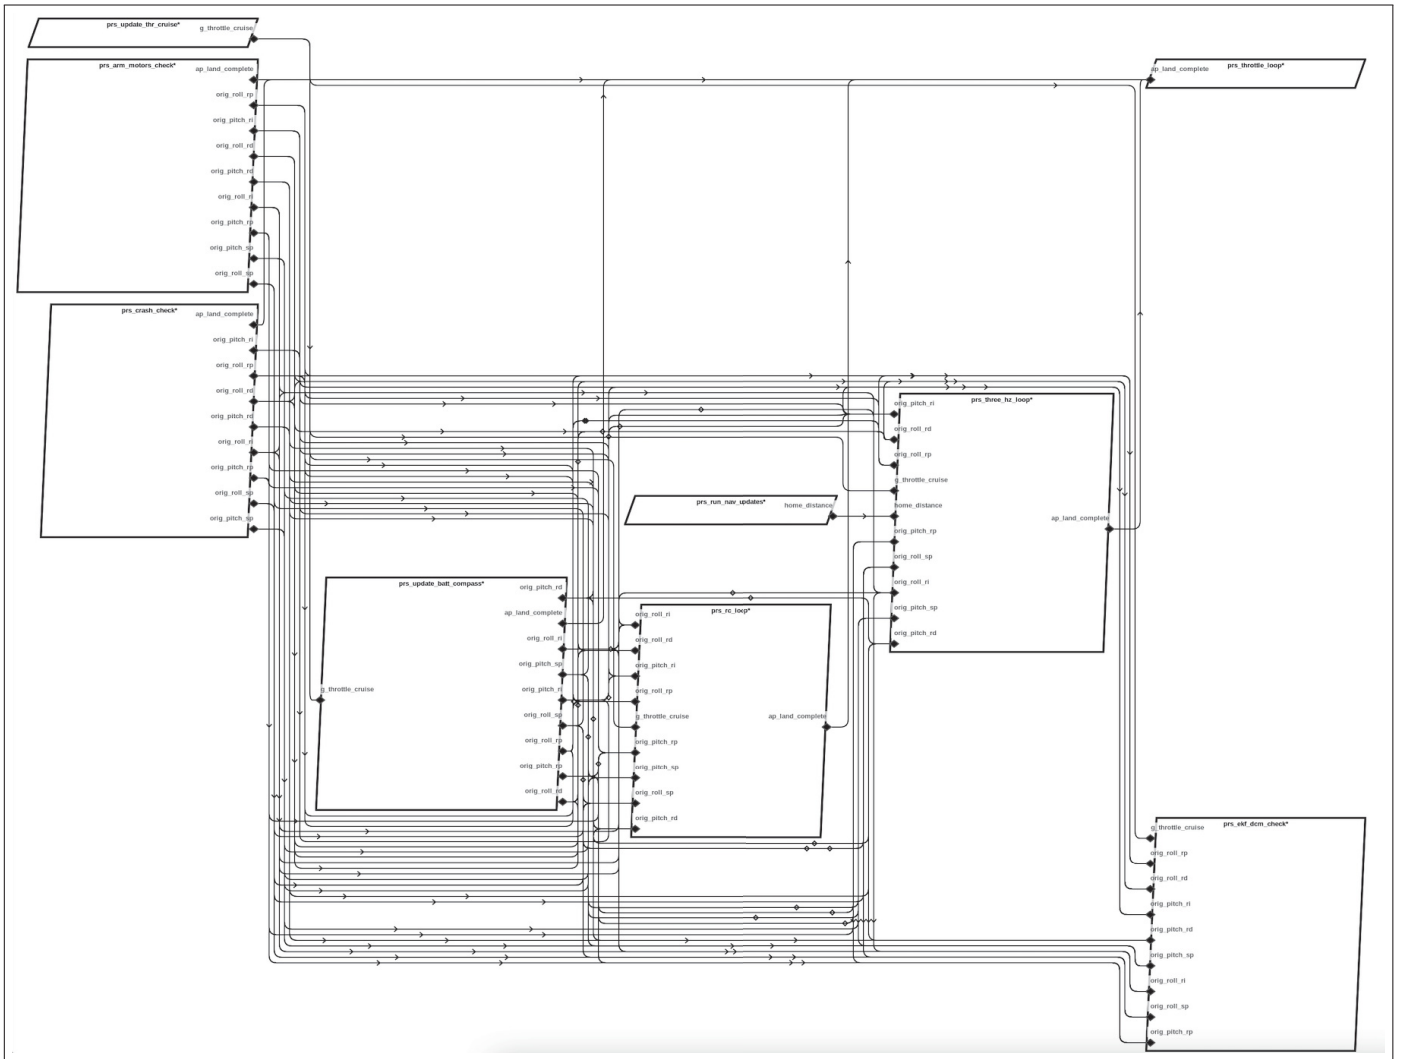 prs_update_thr_cruise*
g_throttle_cruise
prs_arm_motors_check*
ap_land_complete
orig_roll_rp
orig_pitch_ri
orig_roll_rd
orig_pitch_rd
orig_roll_ri
orig_pitch_rp
orig_pitch_sp
orig_roll_sp
ap_land_complete
prs_throttle_loop*
prs_crash_check*
ap_land_complete
orig_pitch_ri
orig_roll_rp
orig_roll_rd
orig_pitch_rd
orig_roll_ri
orig_pitch_rp
orig_roll_sp
orig_pitch_sp
prs_three_hz_loop*
orig_pitch_ri
orig_roll_rd
orig_roll_rp
g_throttle_cruise
home_distance
orig_pitch_rp
orig_roll_sp
orig_roll_ri
orig_pitch_sp
orig_pitch_rd
ap_land_complete
prs_run_nav_updates*
home_distance
prs_update_batt_compass*
orig_pitch_rd
ap_land_complete
orig_roll_ri
orig_pitch_sp
orig_pitch_ri
orig_roll_sp
orig_roll_rp
orig_pitch_rp
orig_roll_rd
g_throttle_cruise
prs_rc_loop*
orig_roll_ri
orig_roll_rd
orig_pitch_ri
orig_roll_rp
g_throttle_cruise
orig_pitch_rp
orig_pitch_sp
orig_roll_sp
orig_pitch_rd
ap_land_complete
prs_ekf_dcm_check*
g_throttle_cruise
orig_roll_rp
orig_roll_rd
orig_pitch_ri
orig_pitch_rd
orig_pitch_sp
orig_roll_ri
orig_roll_sp
orig_pitch_rp